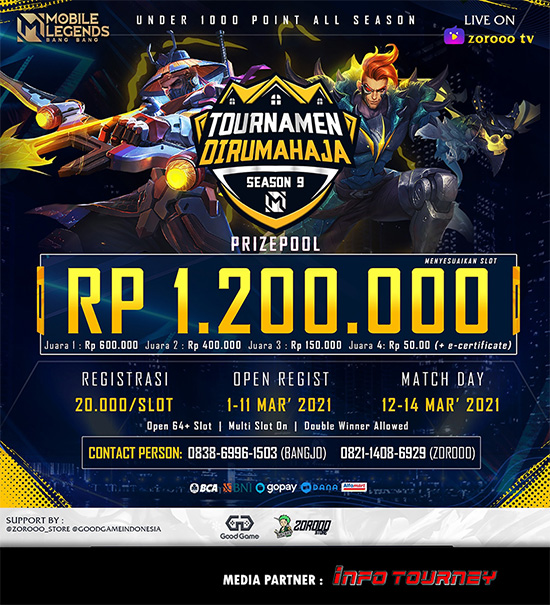 MOBILE LEGENDS
BANG BANG
UNDER 1000 POINT ALL SEASON
LIVE ON
zorooo tv
TOURNAMEN
DIRUMAHAJA
SEASON 9
PRIZEPOOL
MENYESUAIKAN SLOT
RP 1.200.000
Juara 1 : Rp 600.000 Juara 2 : Rp 400.000 Juara 3 : Rp 150.000 Juara 4: Rp 50.00 (+ e-certificate)
REGISTRASI
20.000/SLOT
OPEN REGIST
1-11 MAR' 2021
MATCH DAY
12-14 MAR' 2021
Open 64+ Slot | Multi Slot On | Double Winner Allowed
CONTACT PERSON: 0838-6996-1503 (BANGJO) 0821-1408-6929 (ZOROOO)
BCA BNI gopay DANA Alfamart
SUPPORT BY :
@ZOROOO_STORE @GOODGAMEINDONESIA
Good Game
ZOROOO
STORE
MEDIA PARTNER : INFO TOURNEY